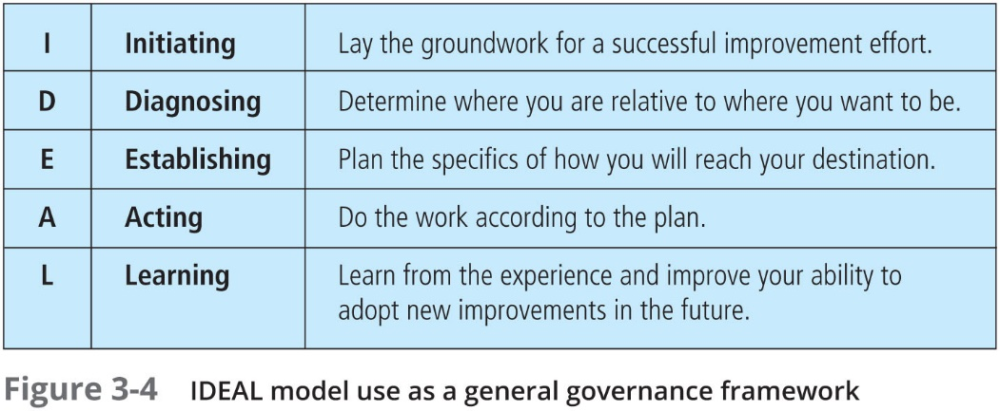 I Initiating Lay the groundwork for a successful improvement effort.
D Diagnosing Determine where you are relative to where you want to be.
E Establishing Plan the specifics of how you will reach your destination.
A Acting Do the work according to the plan.
L Learning Learn from the experience and improve your ability to
adopt new improvements in the future.
Figure 3-4 IDEAL model use as a general governance framework